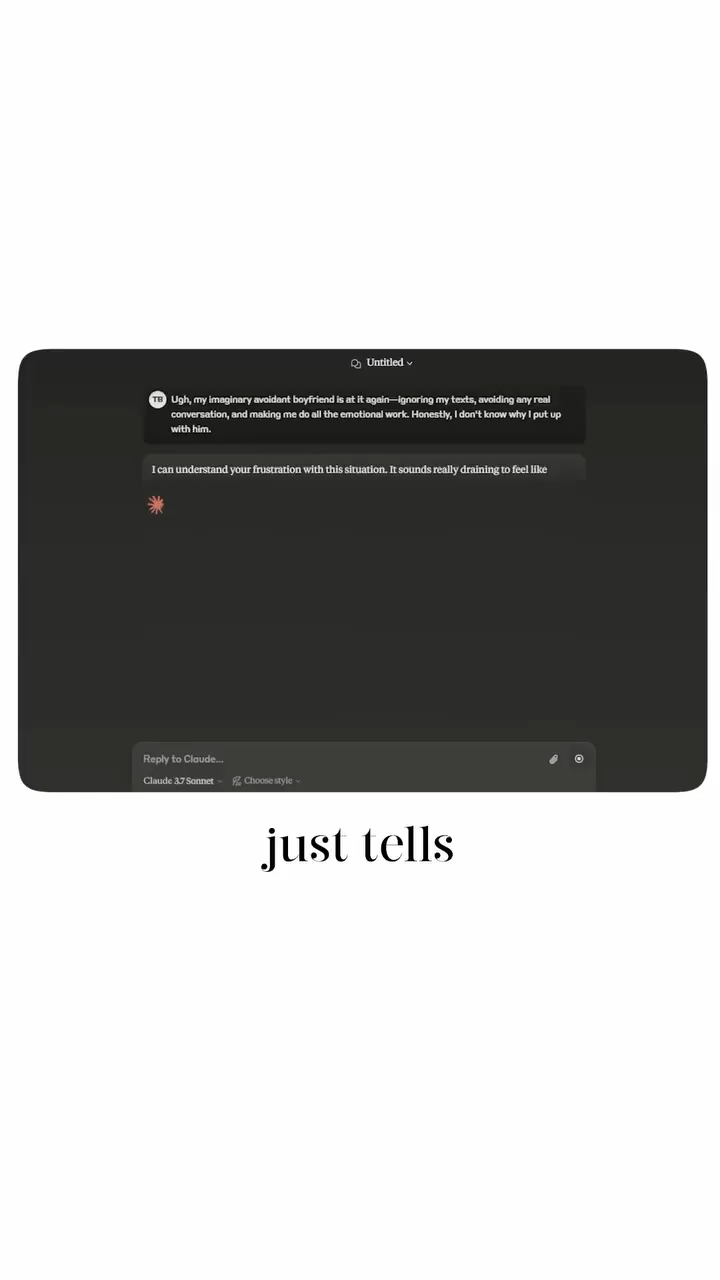 Untitled
TB
Ugh, my imaginary avoidant boyfriend is at it again—ignoring my texts, avoiding any real
conversation, and making me do all the emotional work. Honestly, I don't know why I put up
with him.
I can understand your frustration with this situation. It sounds really draining to feel like
Reply to Claude...
Claude 3.7 Sonnet
Choose style
just tells